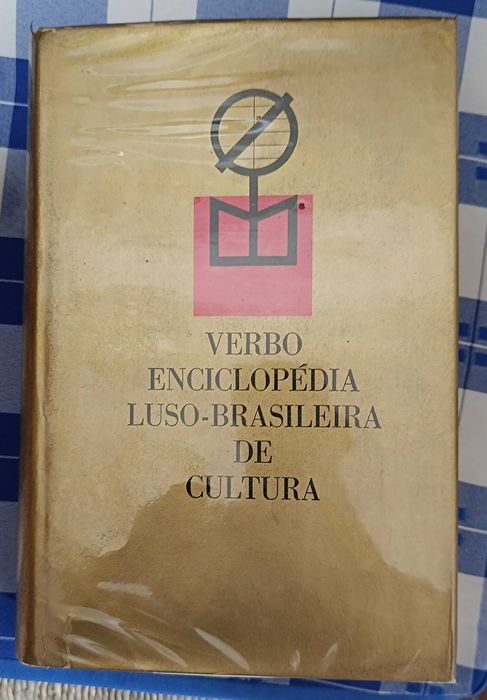 VERBO
ENCICLOPÉDIA
LUSO-BRASILEIRA
DE
CULTURA